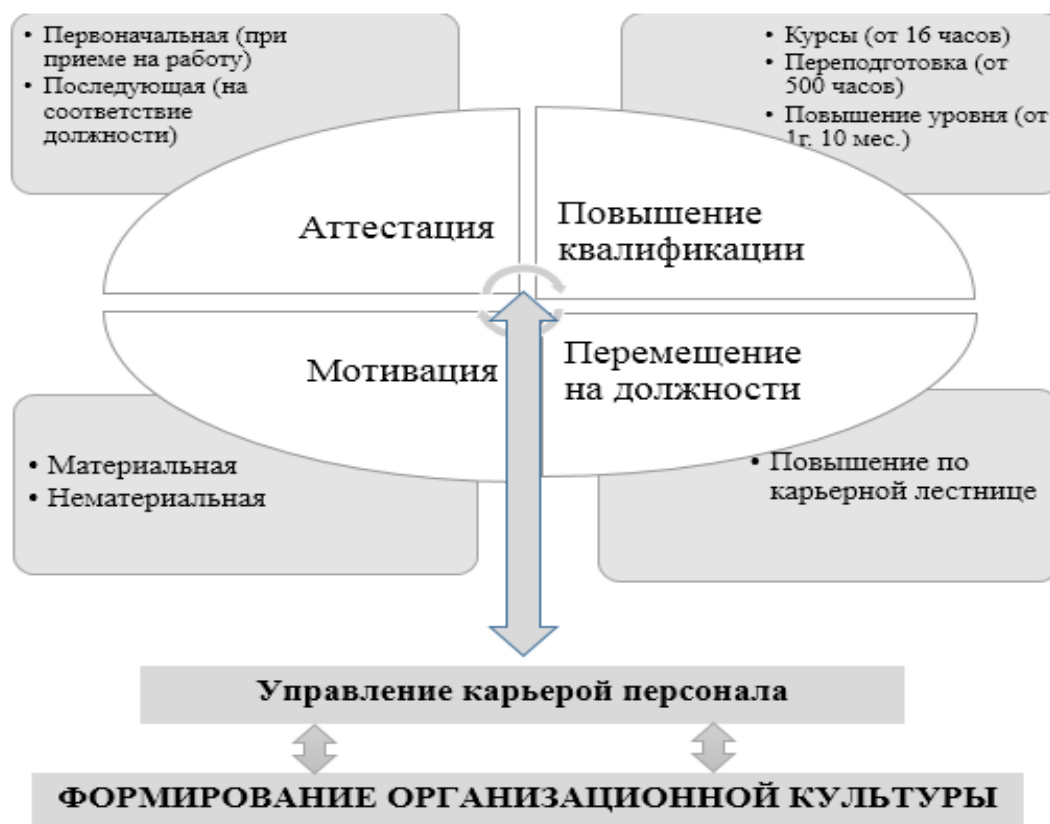 • Первоначальная (при
приеме на работу)
• Последующая (на
соответствие
должности)
• Курсы (от 16 часов)
• Переподготовка (от
500 часов)
• Повышение уровня (от
1г. 10 мес.)
Аттестация
Повышение
квалификации
Мотивация
Перемещение
на должности
• Материальная
• Нематериальная
• Повышение по
карьерной лестнице
Управление карьерой персонала
ФОРМИРОВАНИЕ ОРГАНИЗАЦИОННОЙ КУЛЬТУРЫ